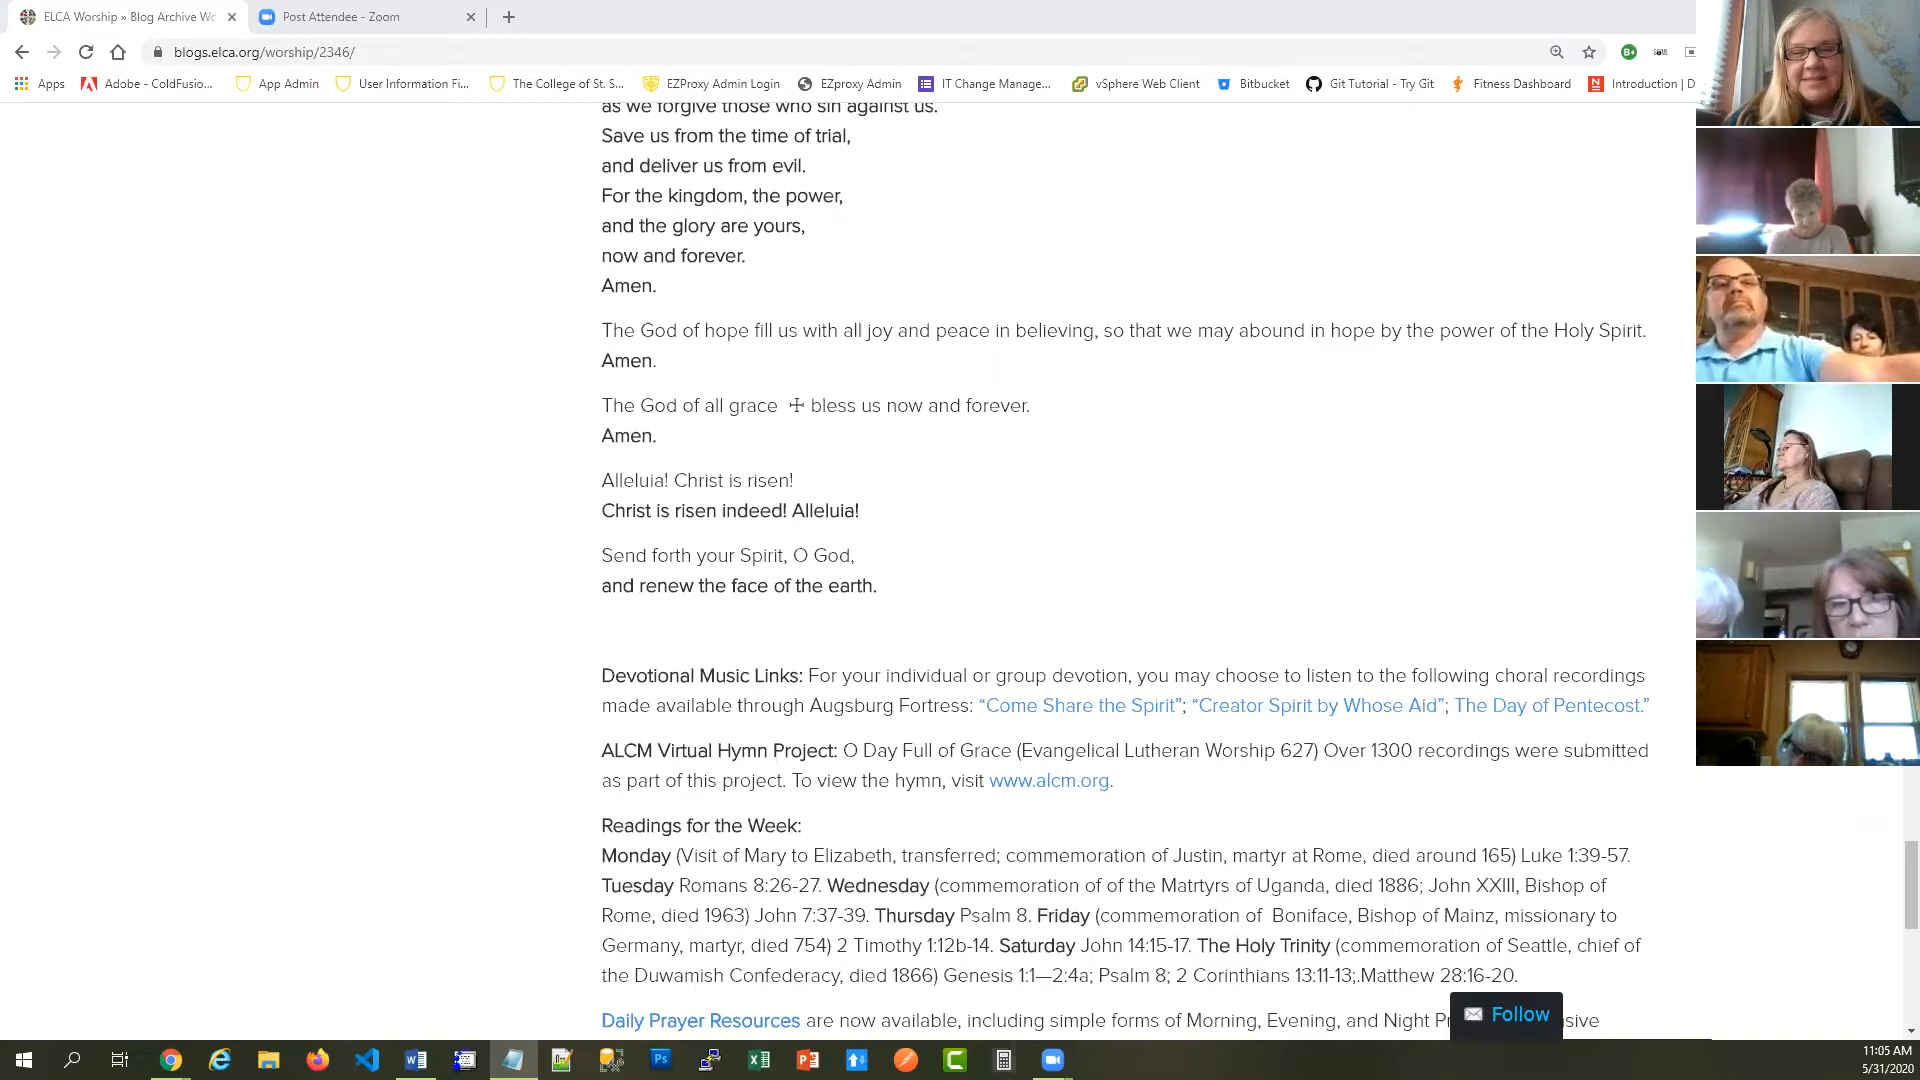 ELCA Worship » Blog Archive Wo
Post Attendee - Zoom
blogs.elca.org/worship/2346/
Apps
Adobe - ColdFusio...
App Admin
User Information Fi...
The College of St. S...
EZProxy Admin Login
EZproxy Admin
IT Change Manage...
vSphere Web Client
Bitbucket
Git Tutorial - Try Git
Fitness Dashboard
Introduction | D
as we forgive those who sin against us.
Save us from the time of trial,
and deliver us from evil.
For the kingdom, the power,
and the glory are yours,
now and forever.
Amen.
The God of hope fill us with all joy and peace in believing, so that we may abound in hope by the power of the Holy Spirit.
Amen.
The God of all grace ☩ bless us now and forever.
Amen.
Alleluia! Christ is risen!
Christ is risen indeed! Alleluia!
Send forth your Spirit, O God,
and renew the face of the earth.
Devotional Music Links: For your individual or group devotion, you may choose to listen to the following choral recordings
made available through Augsburg Fortress: “Come Share the Spirit”; “Creator Spirit by Whose Aid”; The Day of Pentecost.”
ALCM Virtual Hymn Project: O Day Full of Grace (Evangelical Lutheran Worship 627) Over 1300 recordings were submitted
as part of this project. To view the hymn, visit www.alcm.org.
Readings for the Week:
Monday (Visit of Mary to Elizabeth, transferred; commemoration of Justin, martyr at Rome, died around 165) Luke 1:39-57.
Tuesday Romans 8:26-27. Wednesday (commemoration of of the Matrtyrs of Uganda, died 1886; John XXIII, Bishop of
Rome, died 1963) John 7:37-39. Thursday Psalm 8. Friday (commemoration of Boniface, Bishop of Mainz, missionary to
Germany, martyr, died 754) 2 Timothy 1:12b-14. Saturday John 14:15-17. The Holy Trinity (commemoration of Seattle, chief of
the Duwamish Confederacy, died 1866) Genesis 1:1—2:4a; Psalm 8; 2 Corinthians 13:11-13;.Matthew 28:16-20.
Daily Prayer Resources are now available, including simple forms of Morning, Evening, and Night Pr
Follow
11:05 AM
5/31/2020